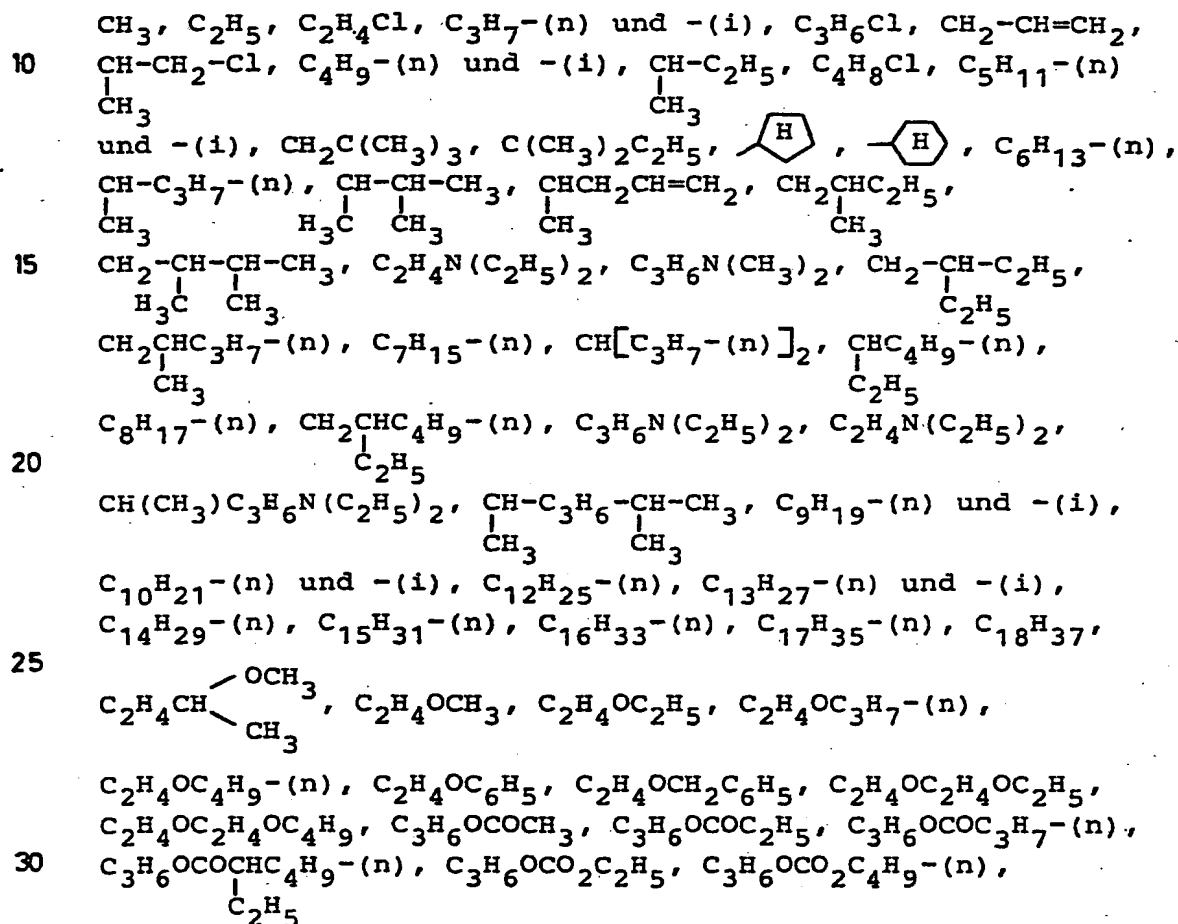 CH₃, C₂H₅, C₂H₄Cl, C₃H₇-(n) und -(i), C₃H₆Cl, CH₂-CH=CH₂,
10 CH-CH₂-Cl, C₄H₉-(n) und -(i), CH-C₂H₅, C₄H₈Cl, C₅H₁₁-(n)
CH₃ CH₃
und -(i), CH₂C(CH₃)₃, C(CH₃)₂C₂H₅, H, H, C₆H₁₃-(n),
CH-C₃H₇-(n), CH-CH-CH₃, CHCH₂CH=CH₂, CH₂CHC₂H₅,
CH₃ H₃C CH₃ CH₃ CH₃
15 CH₂-CH-CH-CH₃, C₂H₄N(C₂H₅)₂, C₃H₆N(CH₃)₂, CH₂-CH-C₂H₅,
H₃C CH₃ C₂H₅
CH₂CHC₃H₇-(n), C₇H₁₅-(n), CH[C₃H₇-(n)]₂, CHC₄H₉-(n),
CH₃ C₂H₅
C₈H₁₇-(n), CH₂CHC₄H₉-(n), C₃H₆N(C₂H₅)₂, C₂H₄N(C₂H₅)₂,
20 C₂H₅
CH(CH₃)C₃H₆N(C₂H₅)₂, CH-C₃H₆-CH-CH₃, C₉H₁₉-(n) und -(i),
CH₃ CH₃
C₁₀H₂₁-(n) und -(i), C₁₂H₂₅-(n), C₁₃H₂₇-(n) und -(i),
C₁₄H₂₉-(n), C₁₅H₃₁-(n), C₁₆H₃₃-(n), C₁₇H₃₅-(n), C₁₈H₃₇,
25 OCH₃
C₂H₄CH, C₂H₄OCH₃, C₂H₄OC₂H₅, C₂H₄OC₃H₇-(n),
CH₃
C₂H₄OC₄H₉-(n), C₂H₄OC₆H₅, C₂H₄OCH₂C₆H₅, C₂H₄OC₂H₄OC₂H₅,
C₂H₄OC₂H₄OC₄H₉, C₃H₆OCOCH₃, C₃H₆OCOC₂H₅, C₃H₆OCOC₃H₇-(n),
30 C₃H₆OCOCHC₄H₉-(n), C₃H₆OCO₂C₂H₅, C₃H₆OCO₂C₄H₉-(n),
C₂H₅